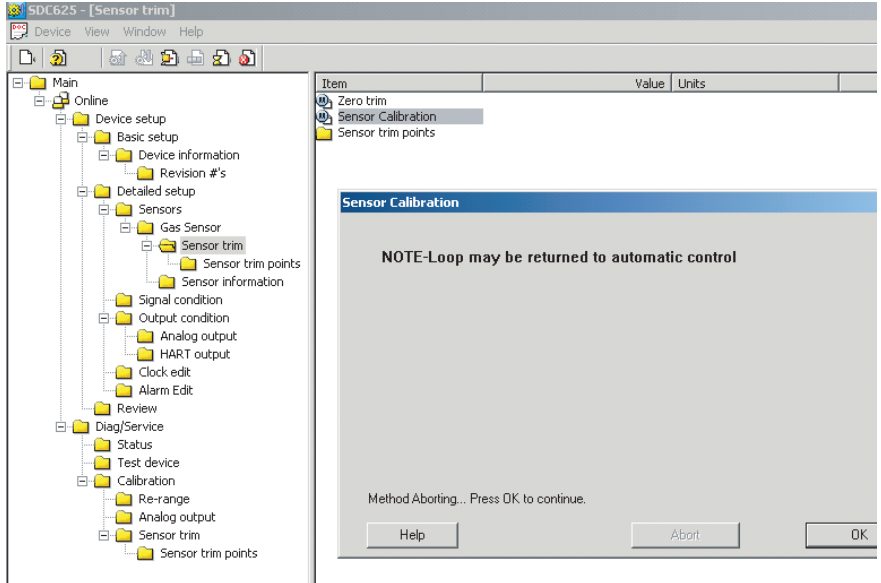 SDC625 - [Sensor trim]
DOC Device View Window Help
Main
Online
Device setup
Basic setup
Device information
Revision #'s
Detailed setup
Sensors
Gas Sensor
Sensor trim
Sensor trim points
Sensor information
Signal condition
Output condition
Analog output
HART output
Clock edit
Alarm Edit
Review
Diag/Service
Status
Test device
Calibration
Re-range
Analog output
Sensor trim
Sensor trim points
Item Value Units
Zero trim
Sensor Calibration
Sensor trim points
Sensor Calibration
NOTE-Loop may be returned to automatic control
Method Aborting... Press OK to continue.
Help Abort OK